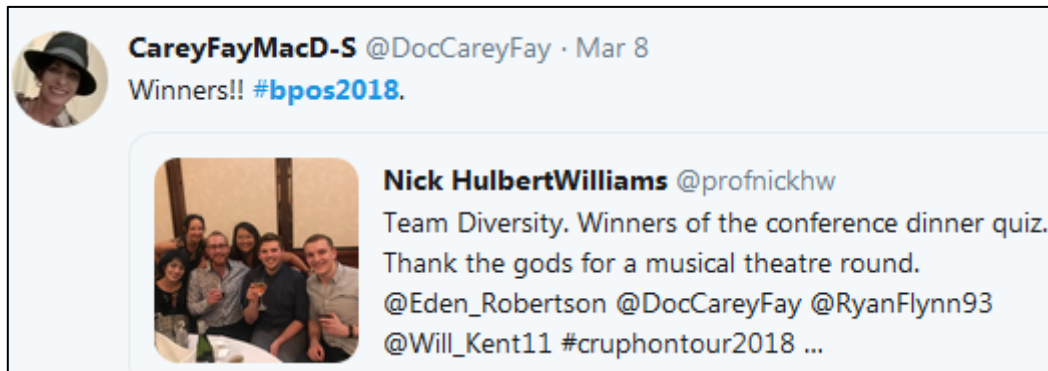 CareyFayMacD-S @DocCareyFay · Mar 8
Winners!! #bpos2018.
Nick HulbertWilliams @profnickhw
Team Diversity. Winners of the conference dinner quiz.
Thank the gods for a musical theatre round.
@Eden_Robertson @DocCareyFay @RyanFlynn93
@Will_Kent11 #cruphontour2018 ...